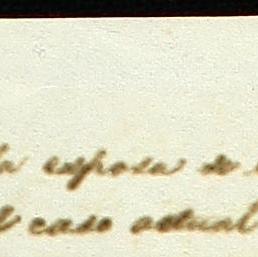 la esposa de
el caso actual